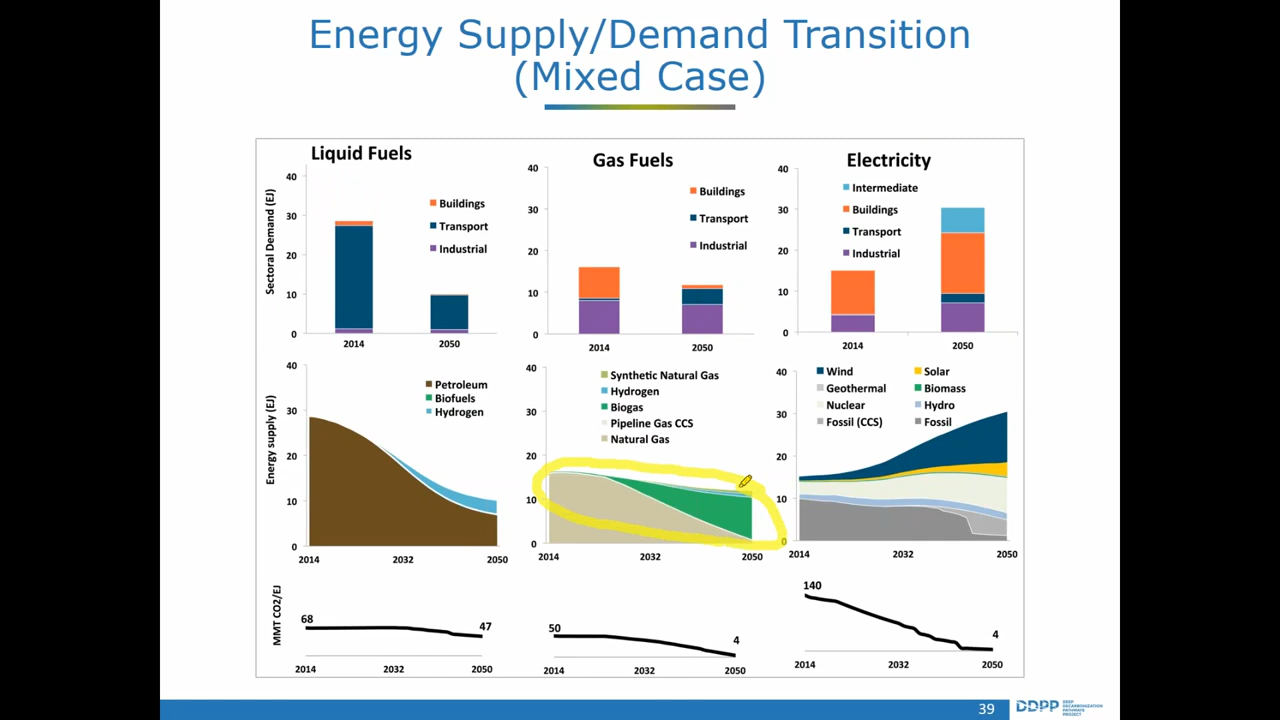 Energy Supply/Demand Transition
(Mixed Case)
Liquid Fuels
Sectoral Demand (EJ)
40
30
20
10
0
Buildings
Transport
Industrial
2014
2050
Gas Fuels
40
30
20
10
0
Buildings
Transport
Industrial
2014
2050
Electricity
40
30
20
10
0
Intermediate
Buildings
Transport
Industrial
2014
2050
Energy supply (EJ)
40
30
20
10
0
Petroleum
Biofuels
Hydrogen
2014
2032
2050
40
30
20
10
0
Synthetic Natural Gas
Hydrogen
Biogas
Pipeline Gas CCS
Natural Gas
2014
2032
2050
40
30
20
10
0
Wind
Solar
Geothermal
Biomass
Nuclear
Hydro
Fossil (CCS)
Fossil
2014
2032
2050
MMT CO2/EJ
68
47
2014
2032
2050
50
4
2014
2032
2050
140
4
2014
2032
2050
39
DDPP
DEEP
DECARBONIZATION
PATHWAYS
PROJECT